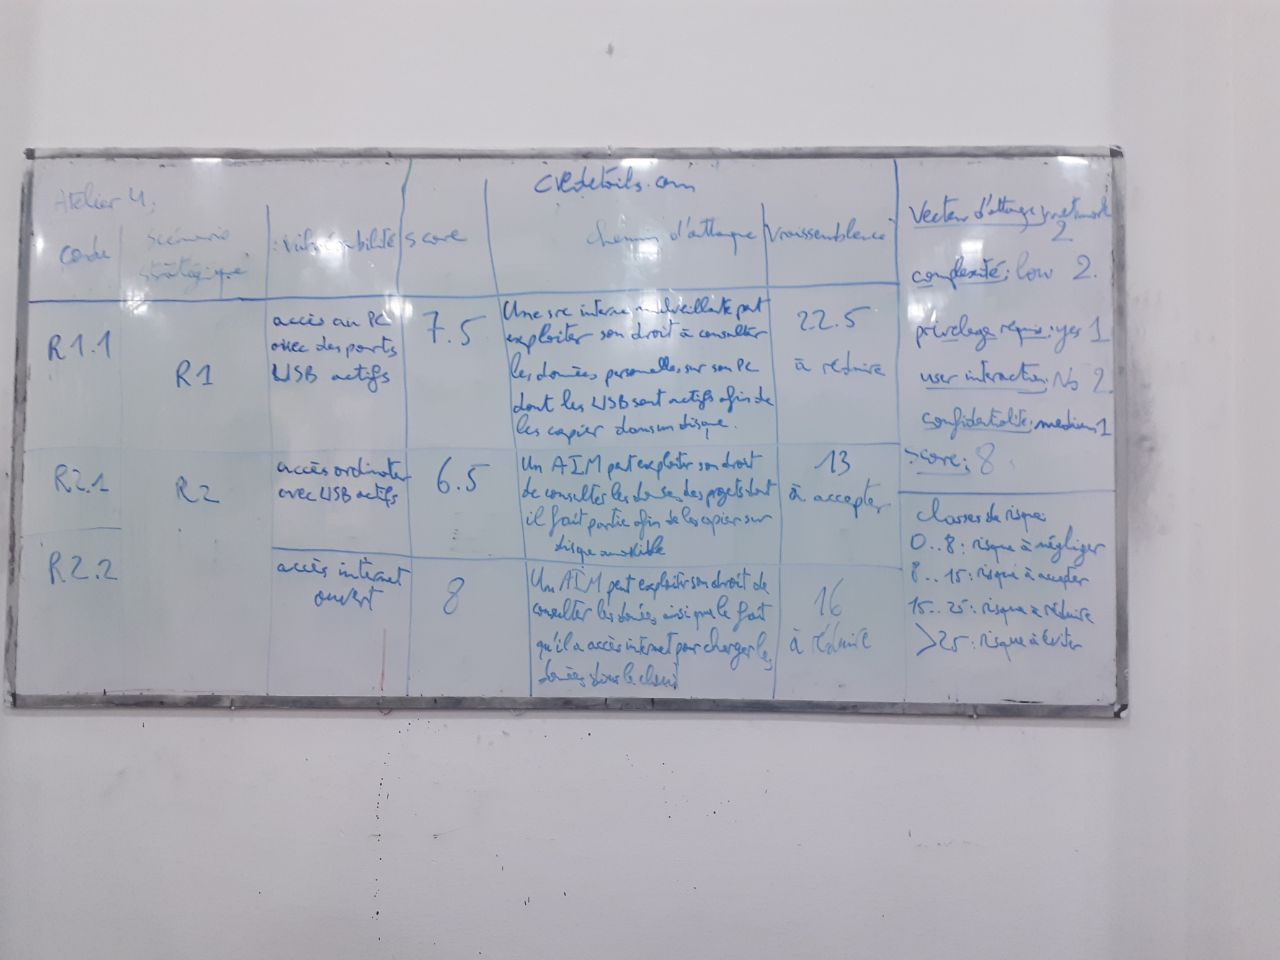 Atelier 4:
cvedetails.com
code
scénario
stratégique
vulnérabilité
score
chemin d'attaque
Vraissemblence
R1.1
R1
accès au PC
avec des ports
USB actifs
7.5
Une src interne malveillante peut
exploiter son droit à consulter
les données personnelles sur son PC
dont les USB sont actifs afin de
les copier dans un disque.
22.5
à réduire
R2.1
R2
accès ordinateur
avec USB actifs
6.5
Un AIM peut exploiter son droit
de consulter les données des projets dont
il fait partie afin de les copier sur
disque amovible
13
à accepter
R2.2
accès internet
ouvert
8
Un AIM peut exploiter son droit de
consulter les données ainsi que le fait
qu'il a accès internet pour charger les
données sur le cloud
16
à réduire
Vecteur d'attaque: network
2
complexité: low 2.
privelege requis: yes 1
user interaction: No 2
confidentialité: medium 1
score: 8
classes de risque:
0..8: risque à négliger
8..15: risque à accepter
15..25: risque à réduire
>25: risque à éviter